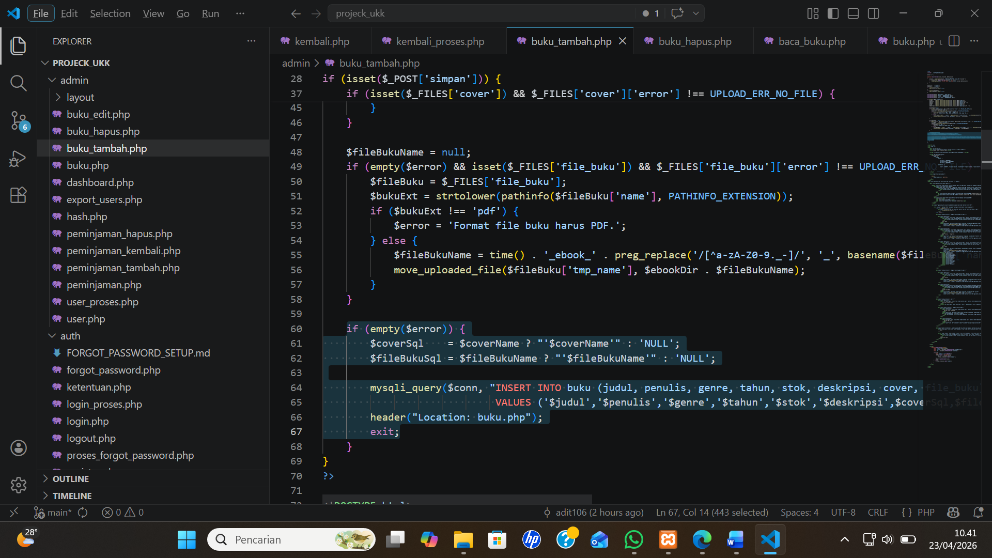 File Edit Selection View Go Run ··· projeck_ukk 1
EXPLORER ···
PROJECK_UKK
admin
layout
buku_edit.php
buku_hapus.php
buku_tambah.php
buku.php
dashboard.php
export_users.php
hash.php
peminjaman_hapus.php
peminjaman_kembali.php
peminjaman_tambah.php
peminjaman.php
user_proses.php
user.php
auth
FORGOT_PASSWORD_SETUP.md
forgot_password.php
ketentuan.php
login_proses.php
login.php
logout.php
proses_forgot_password.php
OUTLINE
TIMELINE
kembali.php kembali_proses.php buku_tambah.php buku_hapus.php baca_buku.php buku.php
admin > buku_tambah.php
28 if (isset($_POST['simpan'])) {
37 if (isset($_FILES['cover']) && $_FILES['cover']['error'] !== UPLOAD_ERR_NO_FILE) {
45 }
46 }
47
48 $fileBukuName = null;
49 if (empty($error) && isset($_FILES['file_buku']) && $_FILES['file_buku']['error'] !== UPLOAD_ERR_
50 $fileBuku = $_FILES['file_buku'];
51 $bukuExt = strtolower(pathinfo($fileBuku['name'], PATHINFO_EXTENSION));
52 if ($bukuExt !== 'pdf') {
53 $error = 'Format file buku harus PDF.';
54 } else {
55 $fileBukuName = time() . '_ebook_' . preg_replace('/[^a-zA-Z0-9._-]/', '_', basename($fil
56 move_uploaded_file($fileBuku['tmp_name'], $ebookDir . $fileBukuName);
57 }
58 }
59
60 if (empty($error)) {
61 $coverSql = $coverName ? "'$coverName'" : 'NULL';
62 $fileBukuSql = $fileBukuName ? "'$fileBukuName'" : 'NULL';
63
64 mysqli_query($conn, "INSERT INTO buku (judul, penulis, genre, tahun, stok, deskripsi, cover, file_buku
65 VALUES ('$judul','$penulis','$genre','$tahun','$stok','$deskripsi',$coverSql,$file
66 header("Location: buku.php");
67 exit;
68 }
69 }
70 ?>
71
main* 0 0 adit106 (2 hours ago) Ln 67, Col 14 (443 selected) Spaces: 4 UTF-8 CRLF {} PHP
6
28°
Pencarian
10.41
23/04/2026